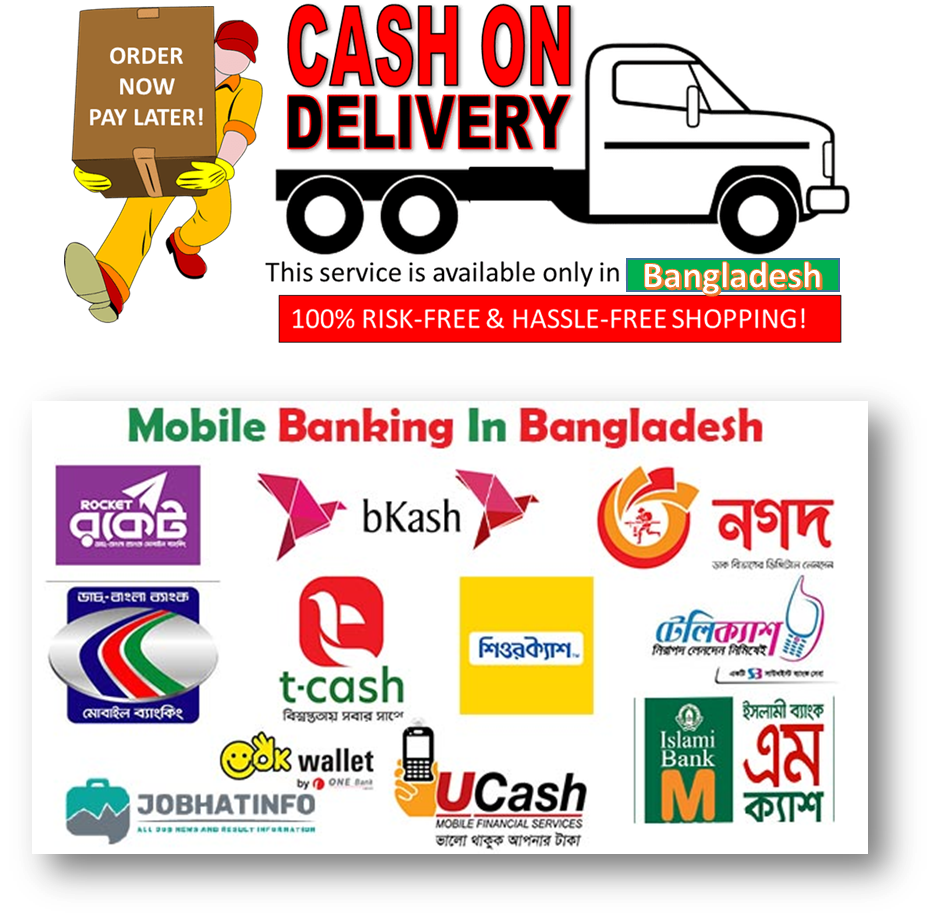 ORDER
NOW
PAY LATER!
CASH ON
DELIVERY
This service is available only in Bangladesh
100% RISK-FREE & HASSLE-FREE SHOPPING!
Mobile Banking In Bangladesh
ROCKET
রকেট
ডাচ্-বাংলা ব্যাংক মোবাইল ব্যাংকিং
bKash
নগদ
ডাক বিভাগের ডিজিটাল লেনদেন
ডাচ্-বাংলা ব্যাংক
মোবাইল ব্যাংকিং
t-cash
বিশ্বস্ততায় সবার সাথে
শিওরক্যাশ
টেলিক্যাশ
নিরাপদ লেনদেন নিমিষেই
একটি সাউথইস্ট ব্যাংক সেবা
OK wallet
by ONE Bank
JOBHATINFO
ALL JOB NEWS AND RESULT INFORMATION
UCash
MOBILE FINANCIAL SERVICES
ভালো থাকুক আপনার টাকা
Islami
Bank
M
ইসলামী ব্যাংক
এম
ক্যাশ